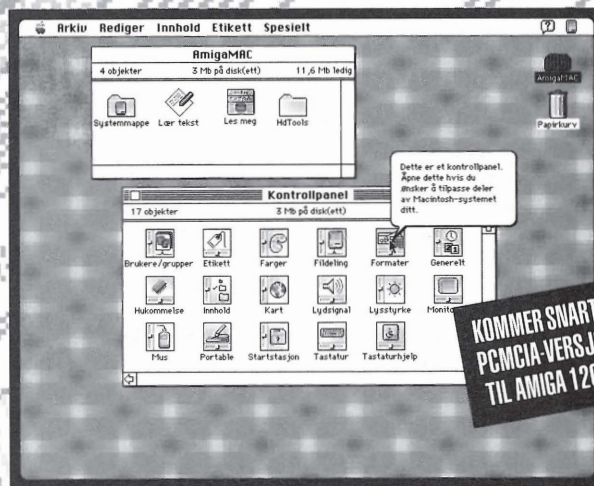 Arkiv Rediger Innhold Etikett Spesielt
AmigaMAC
4 objekter 3 Mb på disk(ett) 11,6 Mb ledig
Systemmappe Lær tekst Les meg HdTools
AmigaMAC
Papirkurv
Dette er et kontrollpanel.
Åpne dette hvis du
ønsker å tilpasse deler
av Macintosh-systemet
ditt.
Kontrollpanel
17 objekter 3 Mb på disk(ett)
Brukere/grupper Etikett Farger Fildeling Formater Generelt
Hukommelse Innhold Kart Lydsignal Lysstyrke
Mus Portable Startstasjon Tastatur Tastaturhjelp
KOMMER SNART
TIL AMIGA